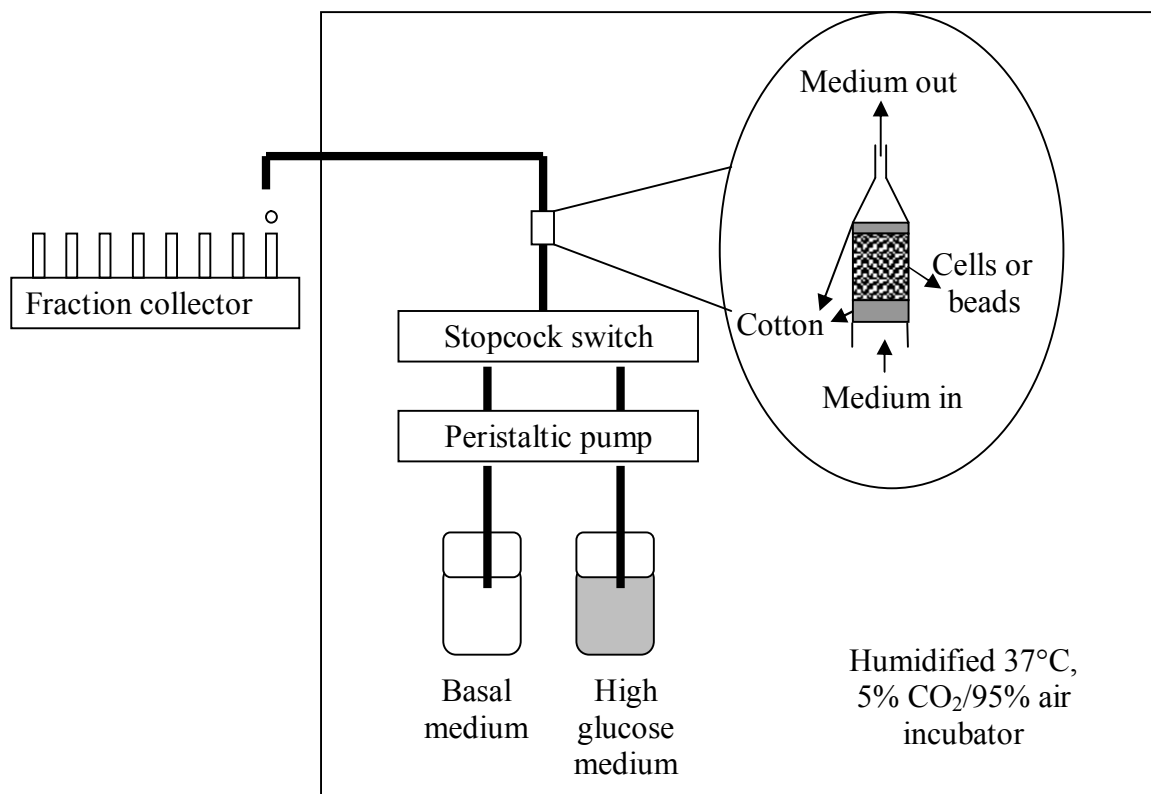 Medium out
Cells or
beads
Cotton
Medium in
Fraction collector
Stopcock switch
Peristaltic pump
Basal
medium
High
glucose
medium
Humidified 37°C,
5% CO₂/95% air
incubator